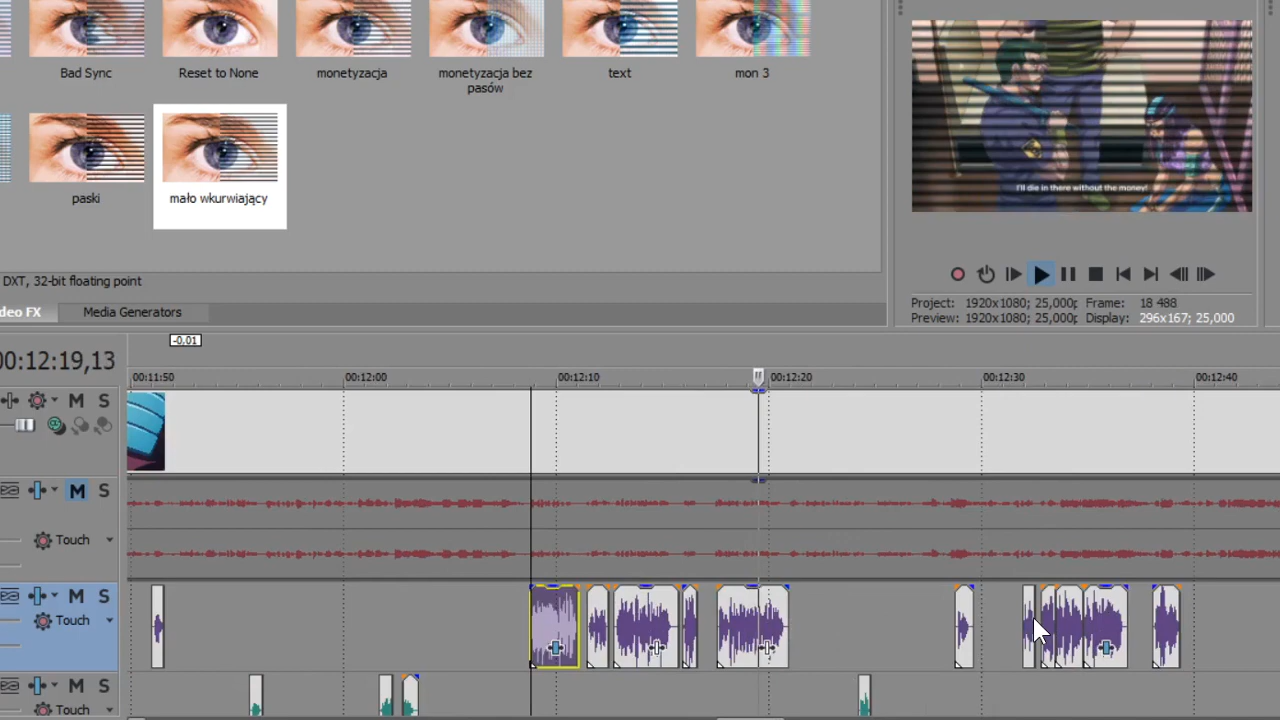 Bad Sync
Reset to None
monetyzacja
monetyzacja bez
pasów
text
mon 3
paski
mało wkurwiający
I'll die in there without the money!
DXT, 32-bit floating point
deo FX
Media Generators
Project: 1920x1080; 25,000p Frame: 18 488
Preview: 1920x1080; 25,000p Display: 296x167; 25,000
-0,01
00:12:19,13
00:11:50
00:12:00
00:12:10
00:12:20
00:12:30
00:12:40
M S
M S
Touch
M S
Touch
M S
Touch